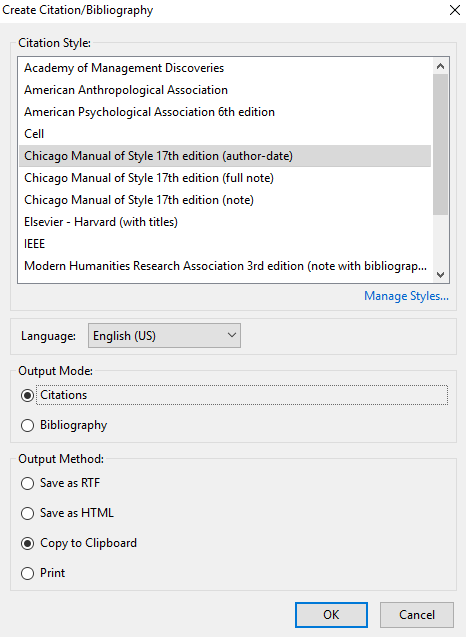 Create Citation/Bibliography
Citation Style:
Academy of Management Discoveries
American Anthropological Association
American Psychological Association 6th edition
Cell
Chicago Manual of Style 17th edition (author-date)
Chicago Manual of Style 17th edition (full note)
Chicago Manual of Style 17th edition (note)
Elsevier - Harvard (with titles)
IEEE
Modern Humanities Research Association 3rd edition (note with bibliograp...
Manage Styles...
Language: English (US)
Output Mode:
Citations
Bibliography
Output Method:
Save as RTF
Save as HTML
Copy to Clipboard
Print
OK Cancel